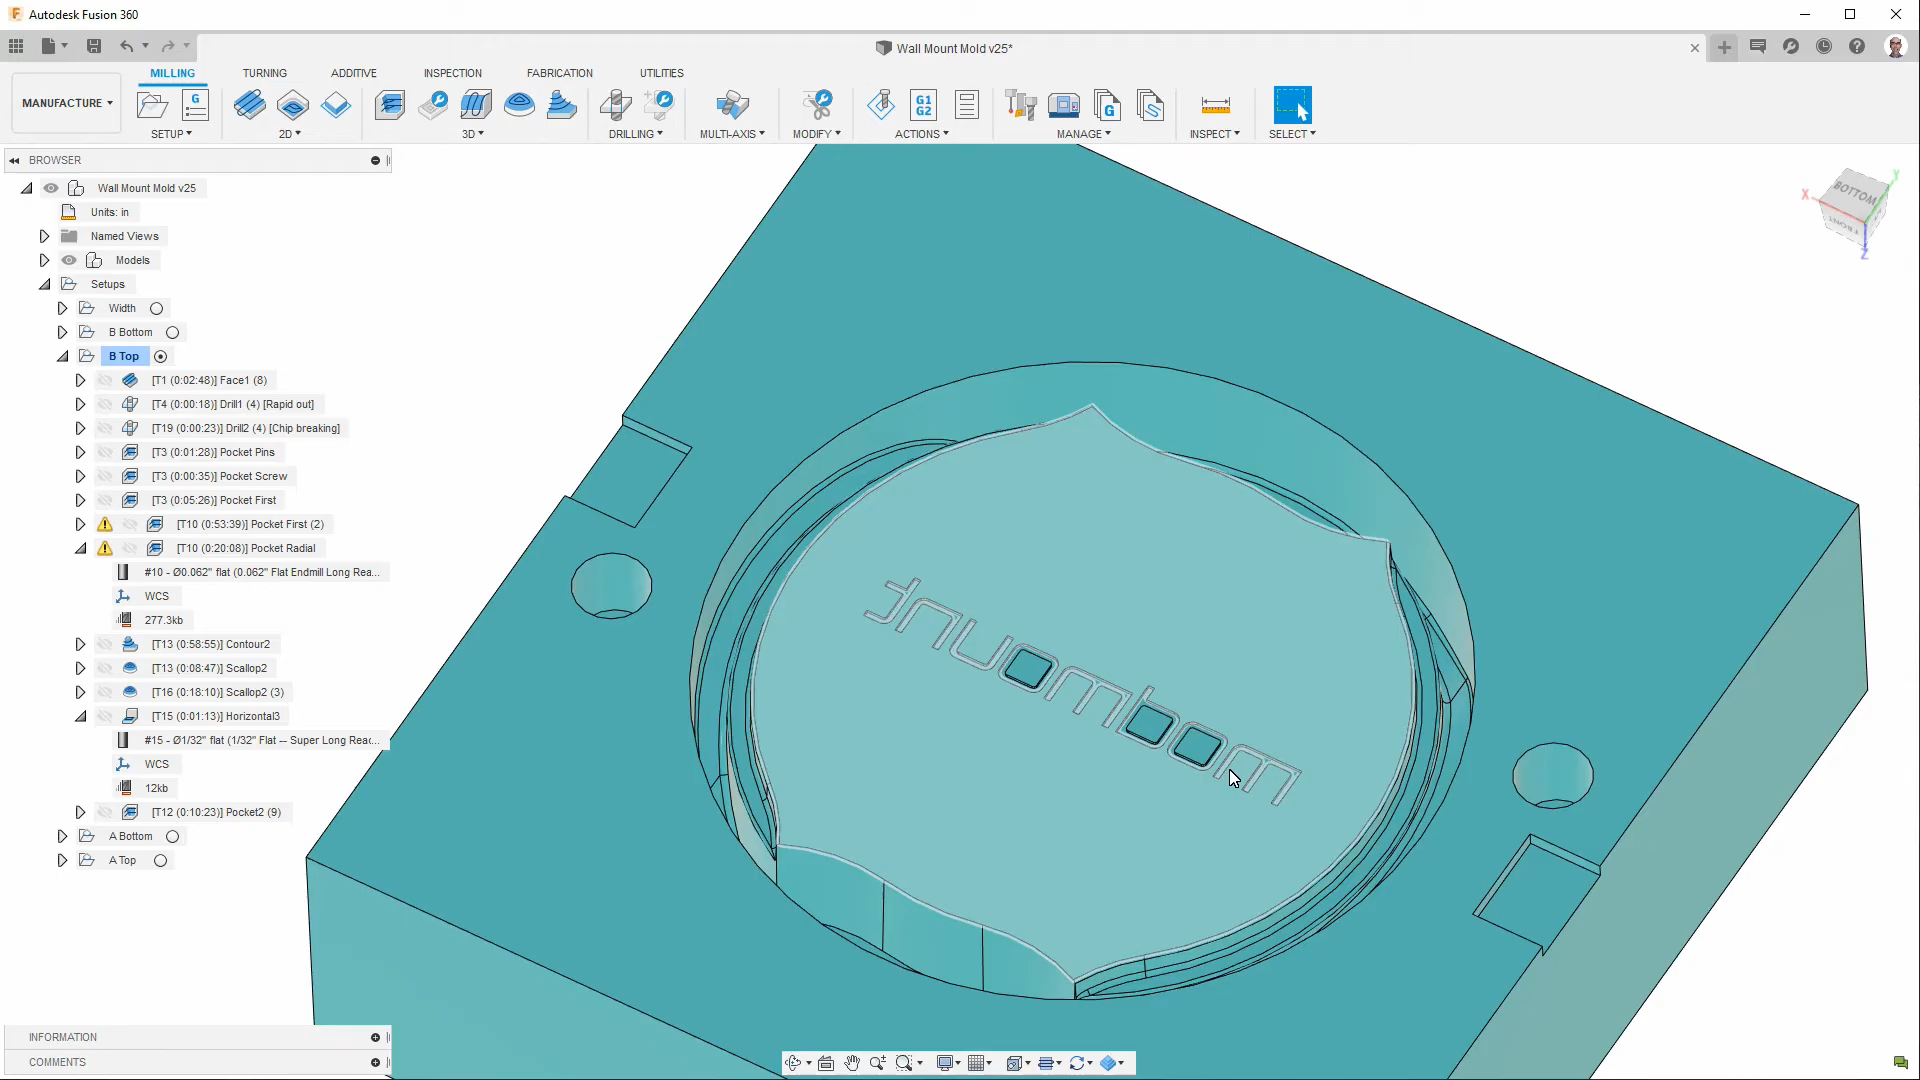 Autodesk Fusion 360
Wall Mount Mold v25*
MILLING TURNING ADDITIVE INSPECTION FABRICATION UTILITIES
MANUFACTURE
G
G1
G2
G
SETUP 2D 3D DRILLING MULTI-AXIS MODIFY ACTIONS MANAGE INSPECT SELECT
BROWSER
Wall Mount Mold v25
Units: in
Named Views
Models
Setups
Width
B Bottom
B Top
[T1 (0:02:48)] Face1 (8)
[T4 (0:00:18)] Drill1 (4) [Rapid out]
[T19 (0:00:23)] Drill2 (4) [Chip breaking]
[T3 (0:01:28)] Pocket Pins
[T3 (0:00:35)] Pocket Screw
[T3 (0:05:26)] Pocket First
[T10 (0:53:39)] Pocket First (2)
[T10 (0:20:08)] Pocket Radial
#10 - Ø0.062" flat (0.062" Flat Endmill Long Rea...
WCS
277.3kb
[T13 (0:58:55)] Contour2
[T13 (0:08:47)] Scallop2
[T16 (0:18:10)] Scallop2 (3)
[T15 (0:01:13)] Horizontal3
#15 - Ø1/32" flat (1/32" Flat -- Super Long Reac...
WCS
12kb
[T12 (0:10:23)] Pocket2 (9)
A Bottom
A Top
INFORMATION
COMMENTS
BOTTOM
FRONT
X
Y
Z
modmount